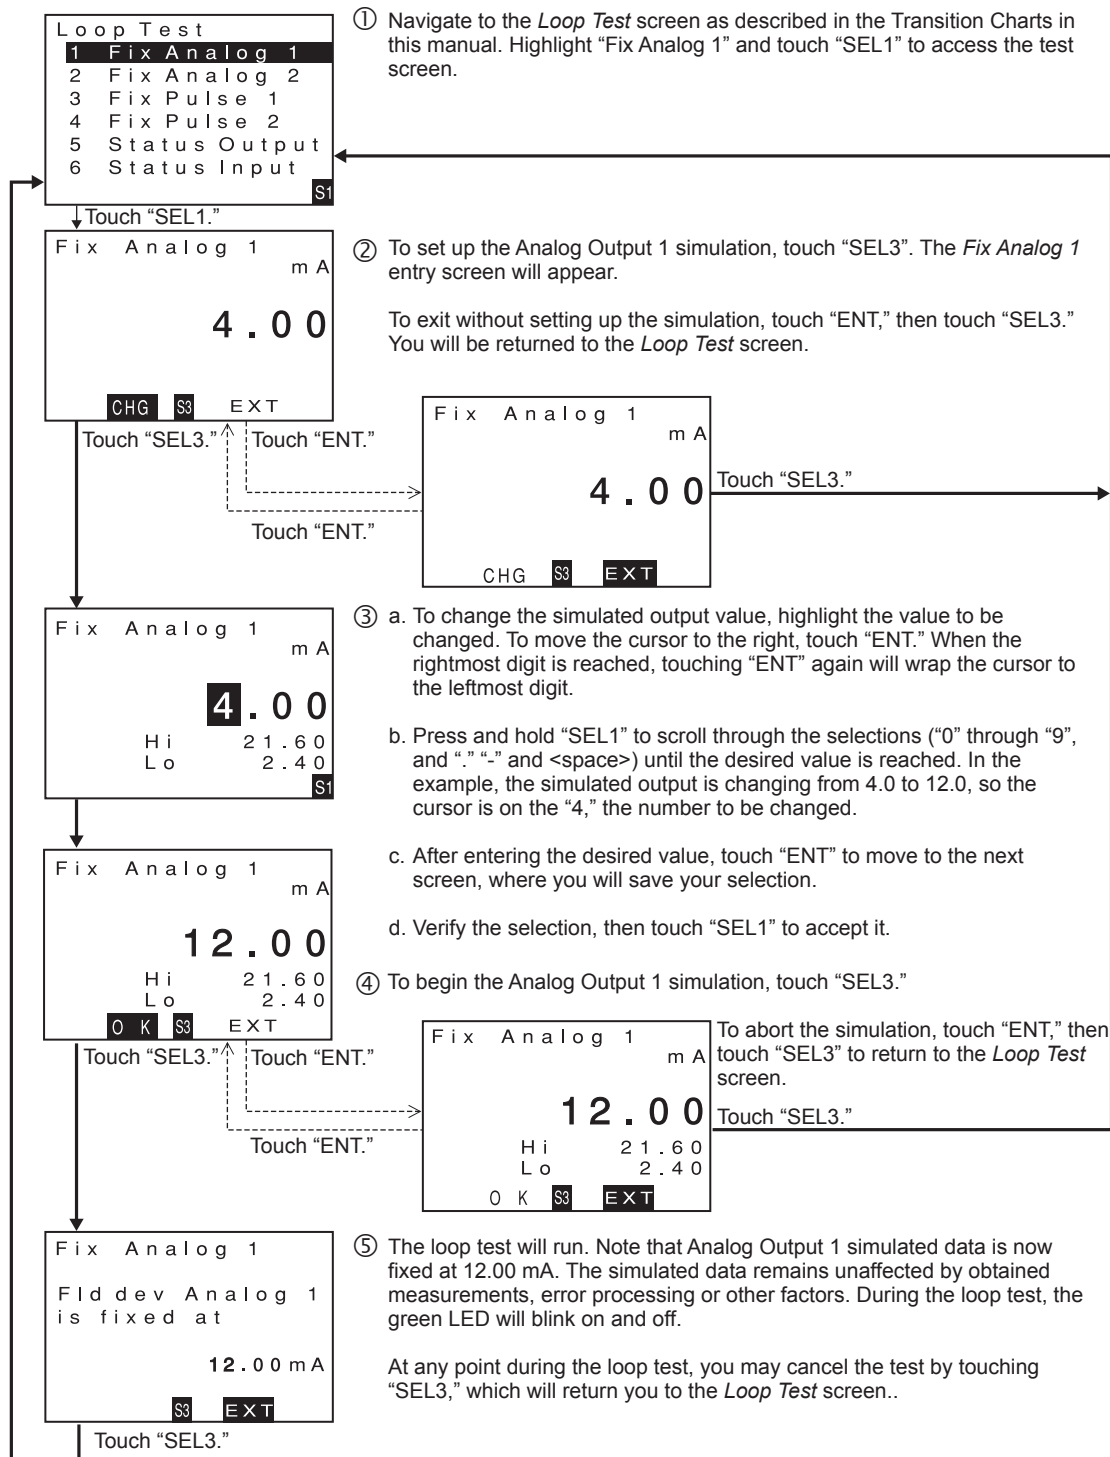 Loop Test
1 Fix Analog 1
2 Fix Analog 2
3 Fix Pulse 1
4 Fix Pulse 2
5 Status Output
6 Status Input
S1
① Navigate to the Loop Test screen as described in the Transition Charts in
this manual. Highlight “Fix Analog 1” and touch “SEL1” to access the test
screen.
Touch “SEL1.”
Fix Analog 1
mA
4.00
CHG S3 EXT
② To set up the Analog Output 1 simulation, touch “SEL3”. The Fix Analog 1
entry screen will appear.
To exit without setting up the simulation, touch “ENT,” then touch “SEL3.”
You will be returned to the Loop Test screen.
Touch “SEL3.”
Touch “ENT.”
Touch “ENT.”
Fix Analog 1
mA
4.00
CHG S3 EXT
Touch “SEL3.”
Fix Analog 1
mA
4.00
Hi 21.60
Lo 2.40
S1
③ a. To change the simulated output value, highlight the value to be
changed. To move the cursor to the right, touch “ENT.” When the
rightmost digit is reached, touching “ENT” again will wrap the cursor to
the leftmost digit.
b. Press and hold “SEL1” to scroll through the selections (“0” through “9”,
and “.” “-” and <space>) until the desired value is reached. In the
example, the simulated output is changing from 4.0 to 12.0, so the
cursor is on the “4,” the number to be changed.
c. After entering the desired value, touch “ENT” to move to the next
screen, where you will save your selection.
d. Verify the selection, then touch “SEL1” to accept it.
Fix Analog 1
mA
12.00
Hi 21.60
Lo 2.40
OK S3 EXT
④ To begin the Analog Output 1 simulation, touch “SEL3.”
Touch “SEL3.”
Touch “ENT.”
Touch “ENT.”
Fix Analog 1
mA
12.00
Hi 21.60
Lo 2.40
OK S3 EXT
To abort the simulation, touch “ENT,” then
touch “SEL3” to return to the Loop Test
screen.
Touch “SEL3.”
Fix Analog 1
Fld dev Analog 1
is fixed at
12.00mA
S3 EXT
⑤ The loop test will run. Note that Analog Output 1 simulated data is now
fixed at 12.00 mA. The simulated data remains unaffected by obtained
measurements, error processing or other factors. During the loop test, the
green LED will blink on and off.
At any point during the loop test, you may cancel the test by touching
“SEL3,” which will return you to the Loop Test screen..
Touch “SEL3.”